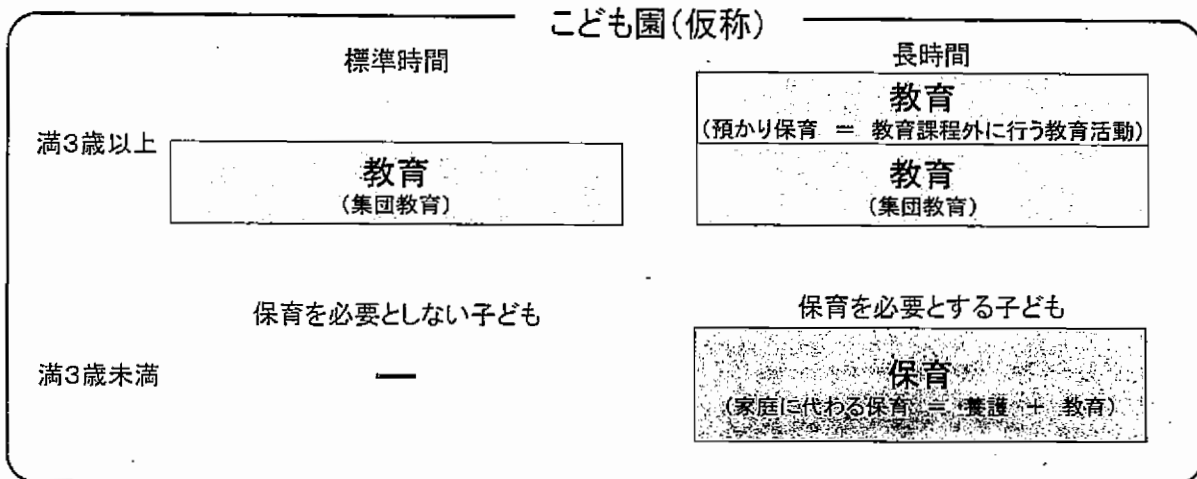 こども園(仮称)
標準時間
長時間
満3歳以上
教育
(集団教育)
教育
(預かり保育 = 教育課程外に行う教育活動)
教育
(集団教育)
保育を必要としない子ども
保育を必要とする子ども
満3歳未満
ー
保育
(家庭に代わる保育 = 養護 + 教育)